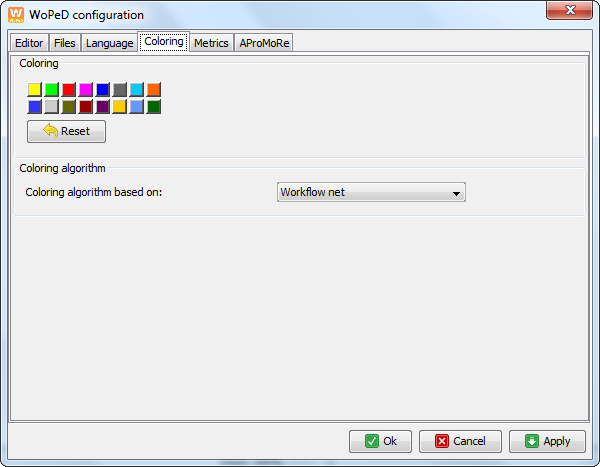 WoPeD configuration
Editor Files Language Coloring Metrics AProMoRe
Coloring
Reset
Coloring algorithm
Coloring algorithm based on: Workflow net
Ok Cancel Apply